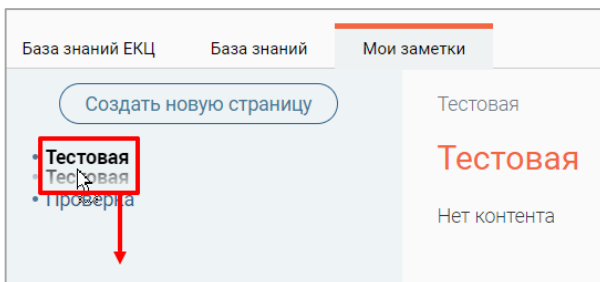 База знаний ЕКЦ
База знаний
Мои заметки
Создать новую страницу
Тестовая
Тестовая
Проверка
Тестовая
Тестовая
Нет контента